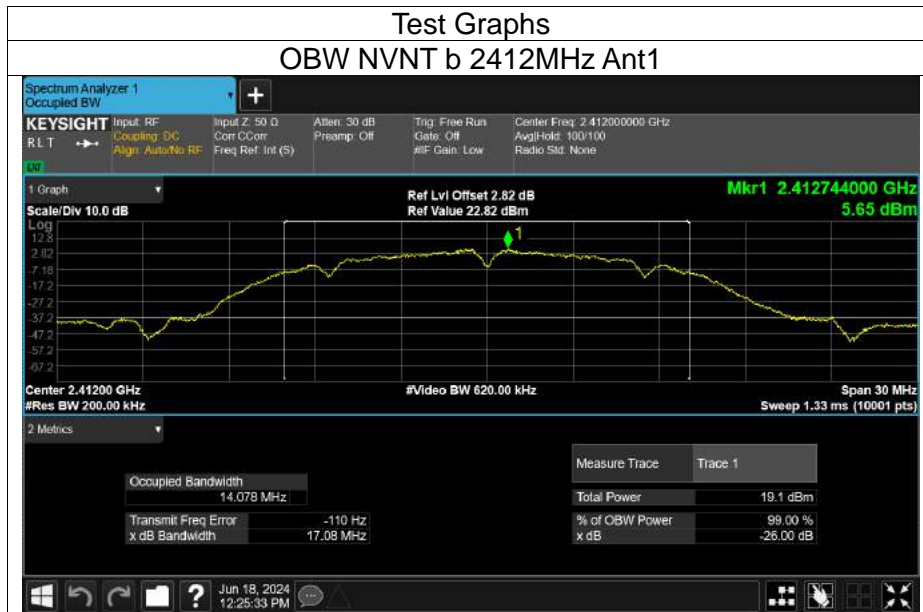 Test Graphs
OBW NVNT b 2412MHz Ant1
Spectrum Analyzer 1
Occupied BW
+
KEYSIGHT Input: RF Input Z: 50 Ω Atten: 30 dB Trig: Free Run Center Freq: 2.412000000 GHz
Coupling: DC Corr CCorr Preamp: Off Gate: Off Avg|Hold: 100/100
RLT Align: Auto/No RF Freq Ref: Int (S) #IF Gain: Low Radio Std: None
LXI
1 Graph Ref Lvl Offset 2.82 dB Mkr1 2.412744000 GHz
Scale/Div 10.0 dB Ref Value 22.82 dBm 5.65 dBm
Log
12.8
1
2.82
-7.18
-17.2
-27.2
-37.2
-47.2
-57.2
-67.2
Center 2.41200 GHz #Video BW 620.00 kHz Span 30 MHz
#Res BW 200.00 kHz Sweep 1.33 ms (10001 pts)
2 Metrics
Measure Trace Trace 1
Occupied Bandwidth
14.078 MHz Total Power 19.1 dBm
Transmit Freq Error -110 Hz % of OBW Power 99.00 %
x dB Bandwidth 17.08 MHz x dB -26.00 dB
? Jun 18, 2024
12:25:33 PM